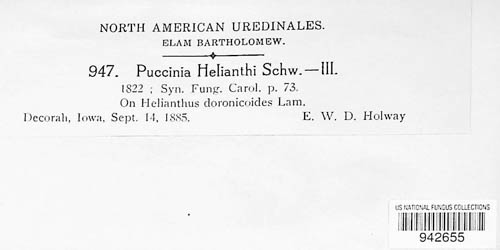 NORTH AMERICAN UREDINALES.
ELAM BARTHOLOMEW.
947. Puccinia Helianthi Schw.—III.
1822 ; Syn. Fung. Carol. p. 73.
On Helianthus doronicoides Lam.
Decorah, Iowa, Sept. 14, 1885. E. W. D. Holway
US NATIONAL FUNGUS COLLECTIONS
942655